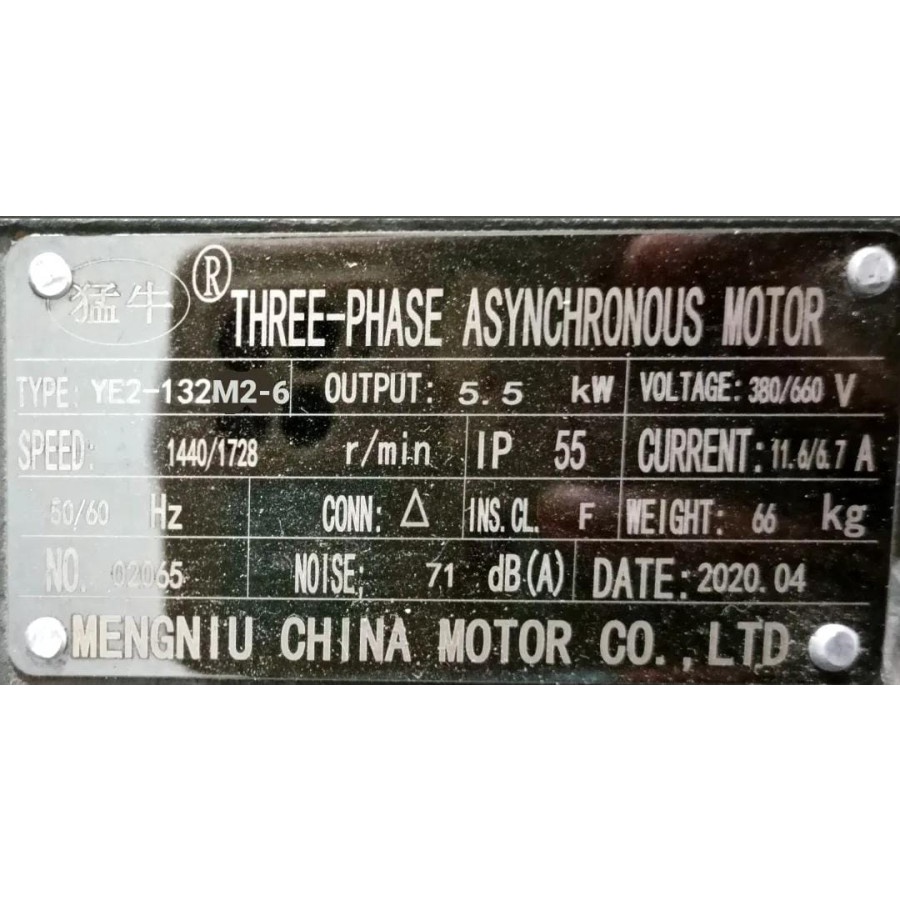 猛牛 ® THREE-PHASE ASYNCHRONOUS MOTOR
TYPE: YE2-132M2-6 OUTPUT: 5.5 kW VOLTAGE: 380/660 V
SPEED: 1440/1728 r/min IP 55 CURRENT: 11.6/6.7 A
50/60 Hz CONN: △ INS.CL. F WEIGHT: 66 kg
NO. 02065 NOISE; 71 dB(A) DATE: 2020.04
MENGNIU CHINA MOTOR CO.,LTD